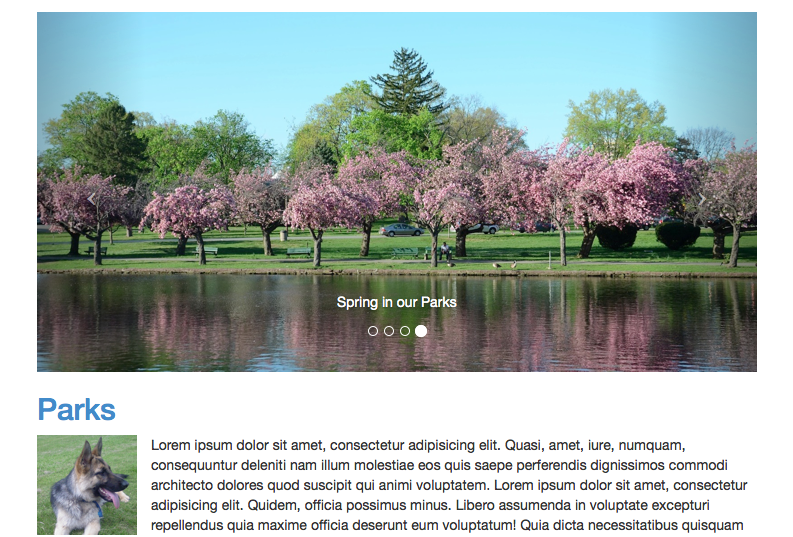 Spring in our Parks
Parks
Lorem ipsum dolor sit amet, consectetur adipisicing elit. Quasi, amet, iure, numquam,
consequuntur deleniti nam illum molestiae eos quis saepe perferendis dignissimos commodi
architecto dolores quod suscipit qui animi voluptatem. Lorem ipsum dolor sit amet, consectetur
adipisicing elit. Quidem, officia possimus minus. Libero assumenda in voluptate excepturi
repellendus quia maxime officia deserunt eum voluptatum! Quia dicta necessitatibus quisquam